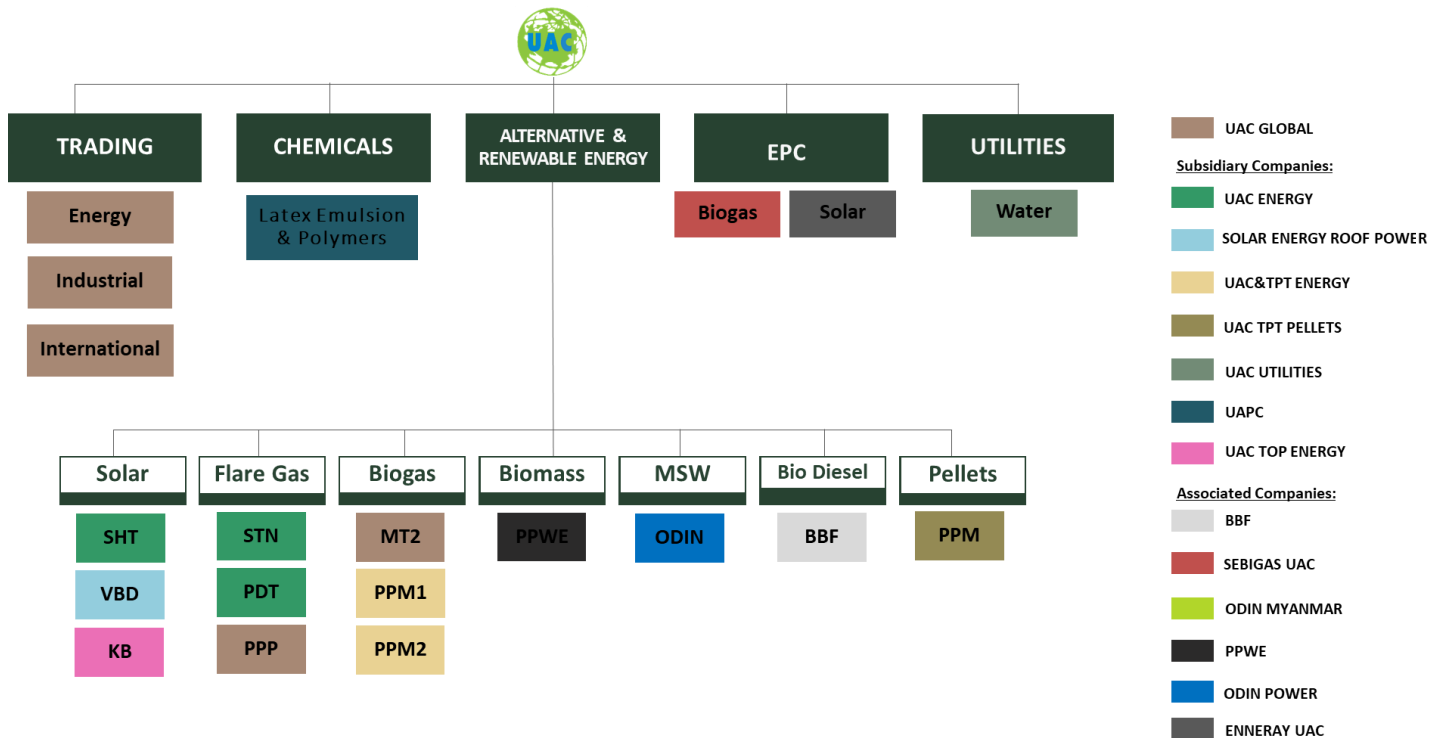 UAC
TRADING
CHEMICALS
ALTERNATIVE &
RENEWABLE ENERGY
EPC
UTILITIES
Energy
Industrial
International
Latex Emulsion
& Polymers
Biogas
Solar
Water
Solar
Flare Gas
Biogas
Biomass
MSW
Bio Diesel
Pellets
SHT
STN
MT2
PPWE
ODIN
BBF
PPM
VBD
PDT
PPM1
KB
PPP
PPM2
UAC GLOBAL
Subsidiary Companies:
UAC ENERGY
SOLAR ENERGY ROOF POWER
UAC&TPT ENERGY
UAC TPT PELLETS
UAC UTILITIES
UAPC
UAC TOP ENERGY
Associated Companies:
BBF
SEBIGAS UAC
ODIN MYANMAR
PPWE
ODIN POWER
ENNERAY UAC